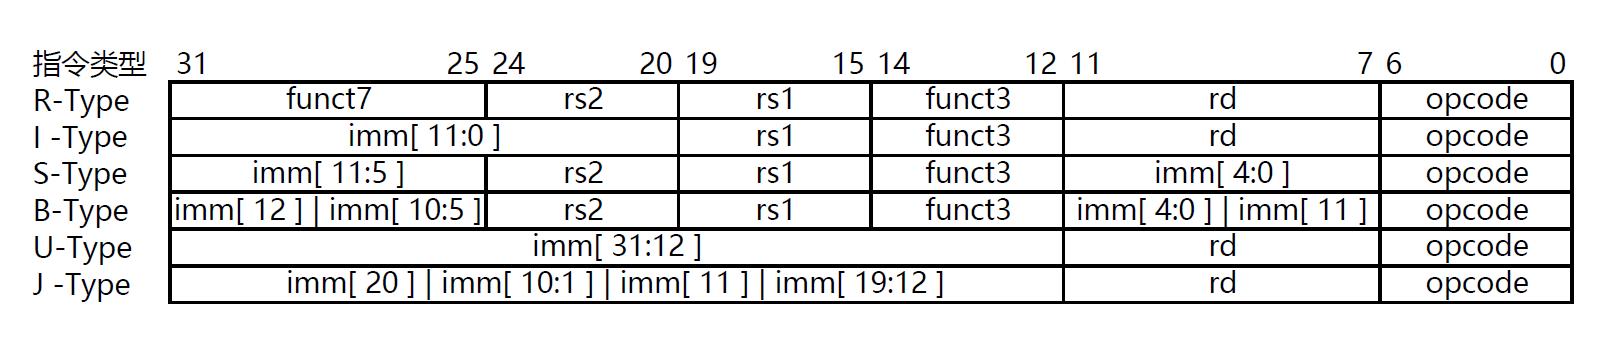 指令类型 31 25 24 20 19 15 14 12 11 7 6 0
R-Type funct7 rs2 rs1 funct3 rd opcode
I -Type imm[ 11:0 ] rs1 funct3 rd opcode
S-Type imm[ 11:5 ] rs2 rs1 funct3 imm[ 4:0 ] opcode
B-Type imm[ 12 ] | imm[ 10:5 ] rs2 rs1 funct3 imm[ 4:0 ] | imm[ 11 ] opcode
U-Type imm[ 31:12 ] rd opcode
J -Type imm[ 20 ] | imm[ 10:1 ] | imm[ 11 ] | imm[ 19:12 ] rd opcode